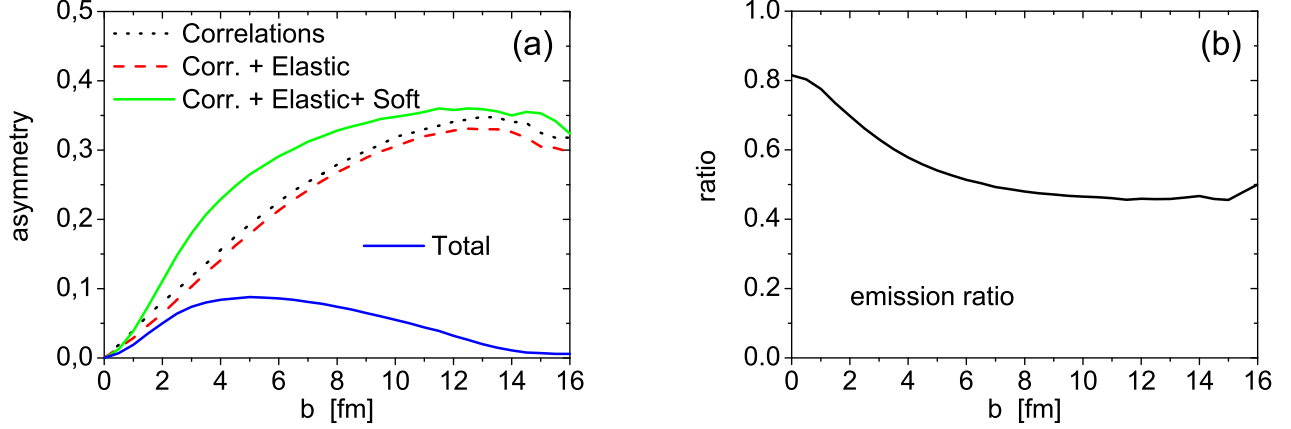 (a)
Correlations
Corr. + Elastic
Corr. + Elastic+ Soft
Total
asymmetry
0,5
0,4
0,3
0,2
0,1
0,0
0 2 4 6 8 10 12 14 16
b [fm]
(b)
emission ratio
ratio
1.0
0.8
0.6
0.4
0.2
0.0
0 2 4 6 8 10 12 14 16
b [fm]